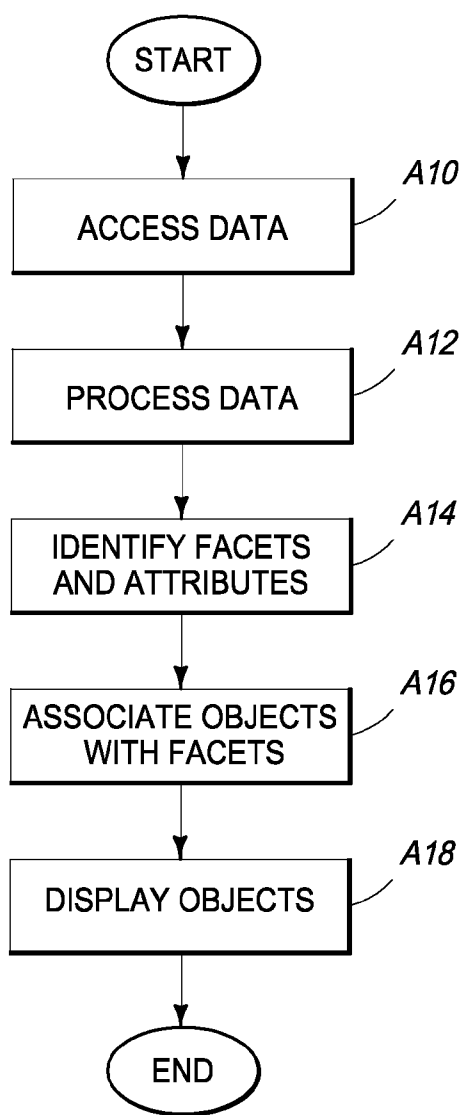 START
A10
ACCESS DATA
A12
PROCESS DATA
A14
IDENTIFY FACETS
AND ATTRIBUTES
A16
ASSOCIATE OBJECTS
WITH FACETS
A18
DISPLAY OBJECTS
END